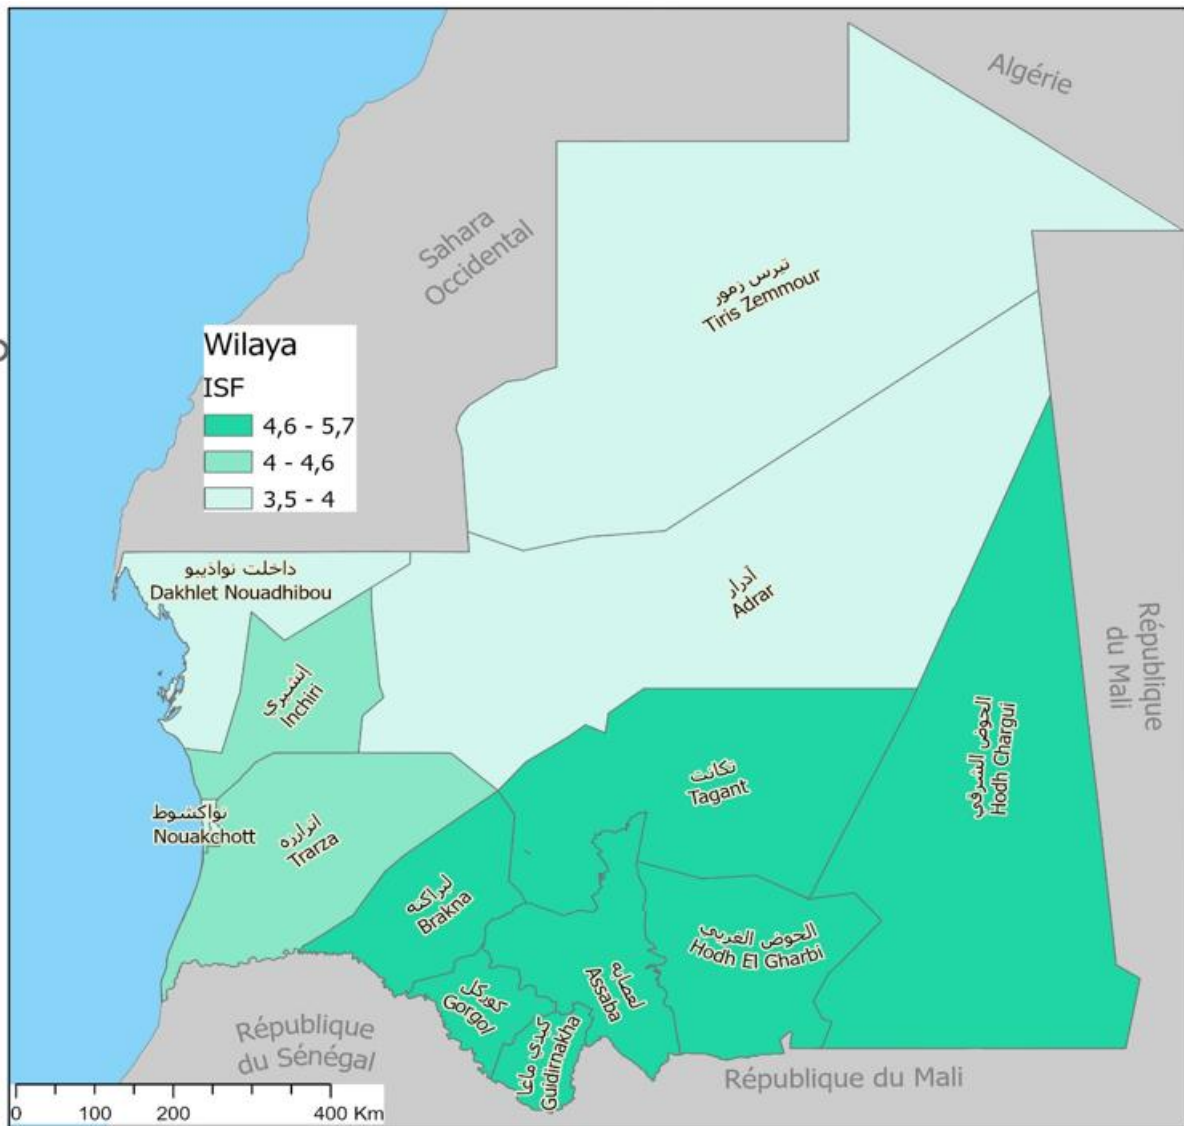 Algérie
Sahara
Occidental
تيرس زمور
Tiris Zemmour
Wilaya
ISF
4,6 - 5,7
4 - 4,6
3,5 - 4
داخلت نواذيبو
Dakhlet Nouadhibou
آدرار
Adrar
République
du Mali
إنشيري
Inchiri
الحوض الشرقي
Hodh Chargui
تكانت
Tagant
نواكشوط
Nouakchott
اترارزه
Trarza
لبراكنه
Brakna
الحوض الغربي
Hodh El Gharbi
لعصابه
Assaba
كوركل
Gorgol
كيدي ماغا
Guidimakha
République
du Sénégal
République du Mali
0 100 200 400 Km